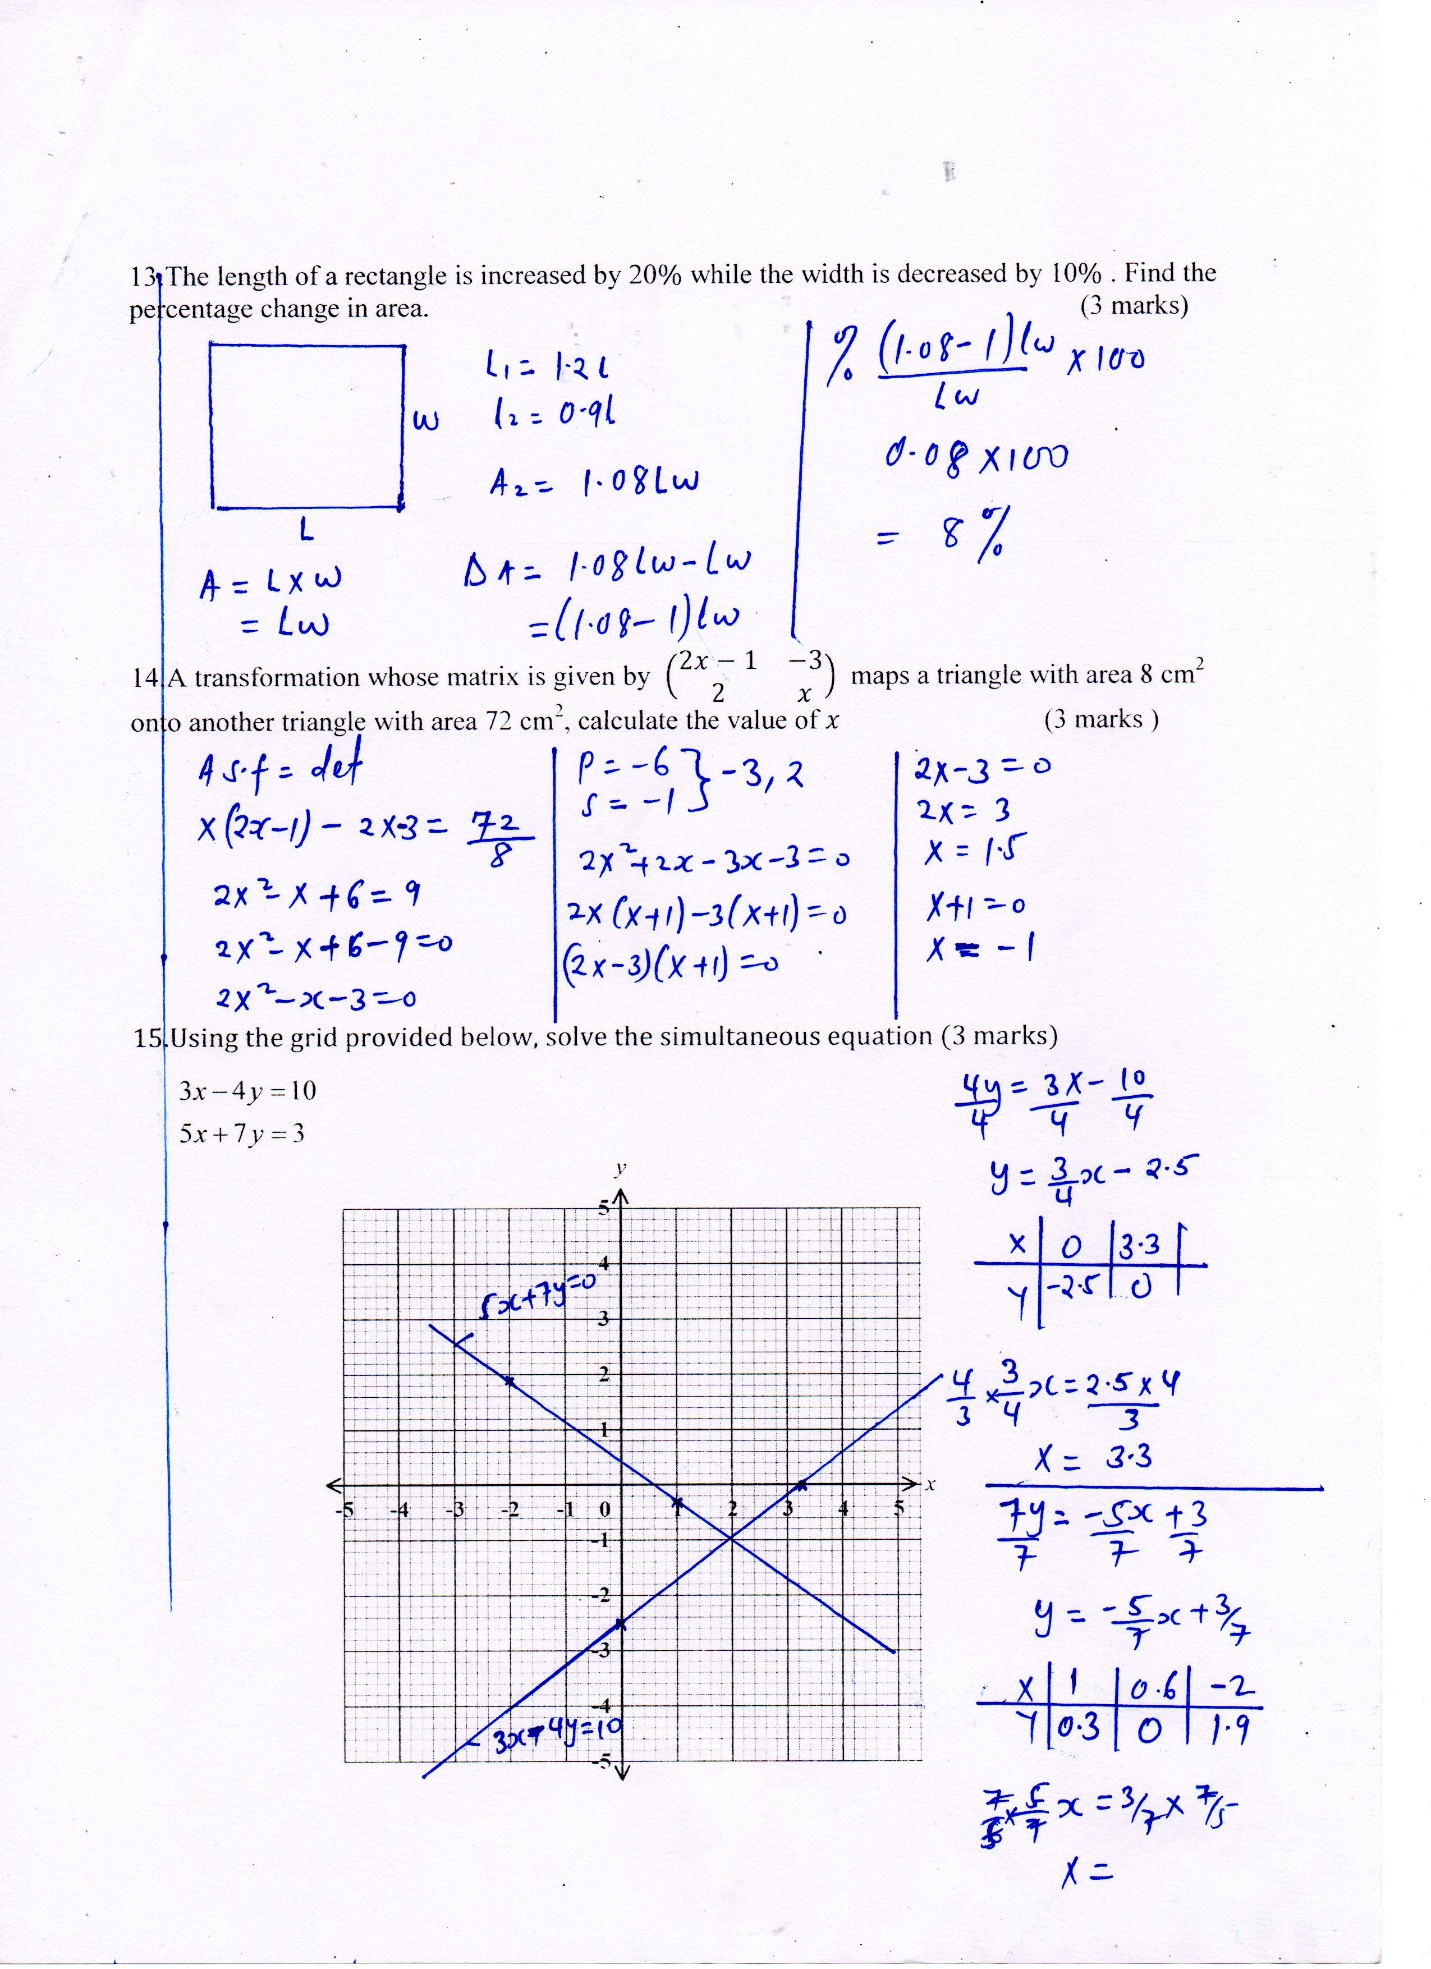 13. The length of a rectangle is increased by 20% while the width is decreased by 10% . Find the
percentage change in area. (3 marks)
W
L
A = L x W
= LW
L₁ = 1.2L
l₂ = 0.9l
A₂ = 1.08LW
ΔA = 1.08LW - LW
= (1.08 - 1)lw
% (1.08 - 1)lw / LW x 100
0.08 x 100
= 8%
14. A transformation whose matrix is given by (2x – 1 −3
2 x) maps a triangle with area 8 cm²
onto another triangle with area 72 cm², calculate the value of x (3 marks )
A s.f = det
x(2x-1) - 2x-3 = 72/8
2x² - x + 6 = 9
2x² - x + 6 - 9 = 0
2x² - x - 3 = 0
P = -6 } -3, 2
S = -1
2x² + 2x - 3x - 3 = 0
2x(x+1) - 3(x+1) = 0
(2x-3)(x+1) = 0
2x - 3 = 0
2x = 3
x = 1.5
x + 1 = 0
x = -1
15. Using the grid provided below, solve the simultaneous equation (3 marks)
3x − 4y = 10
5x + 7y = 3
y
5
4
3
2
1
-5 -4 -3 -2 -1 0 2 3 4 5 x
-1
-2
-3
-4
-5
5x+7y=0
3x-4y=10
4y/4 = 3x/4 - 10/4
y = 3/4 x - 2.5
X 0 3.3
Y -2.5 0
4/3 x 3/4 x = 2.5 x 4 / 3
x = 3.3
7y/7 = -5x/7 + 3/7
y = -5/7 x + 3/7
X 1 0.6 -2
Y 0.3 0 1.9
x 5/7 x = 3/7 x 7/5
x =